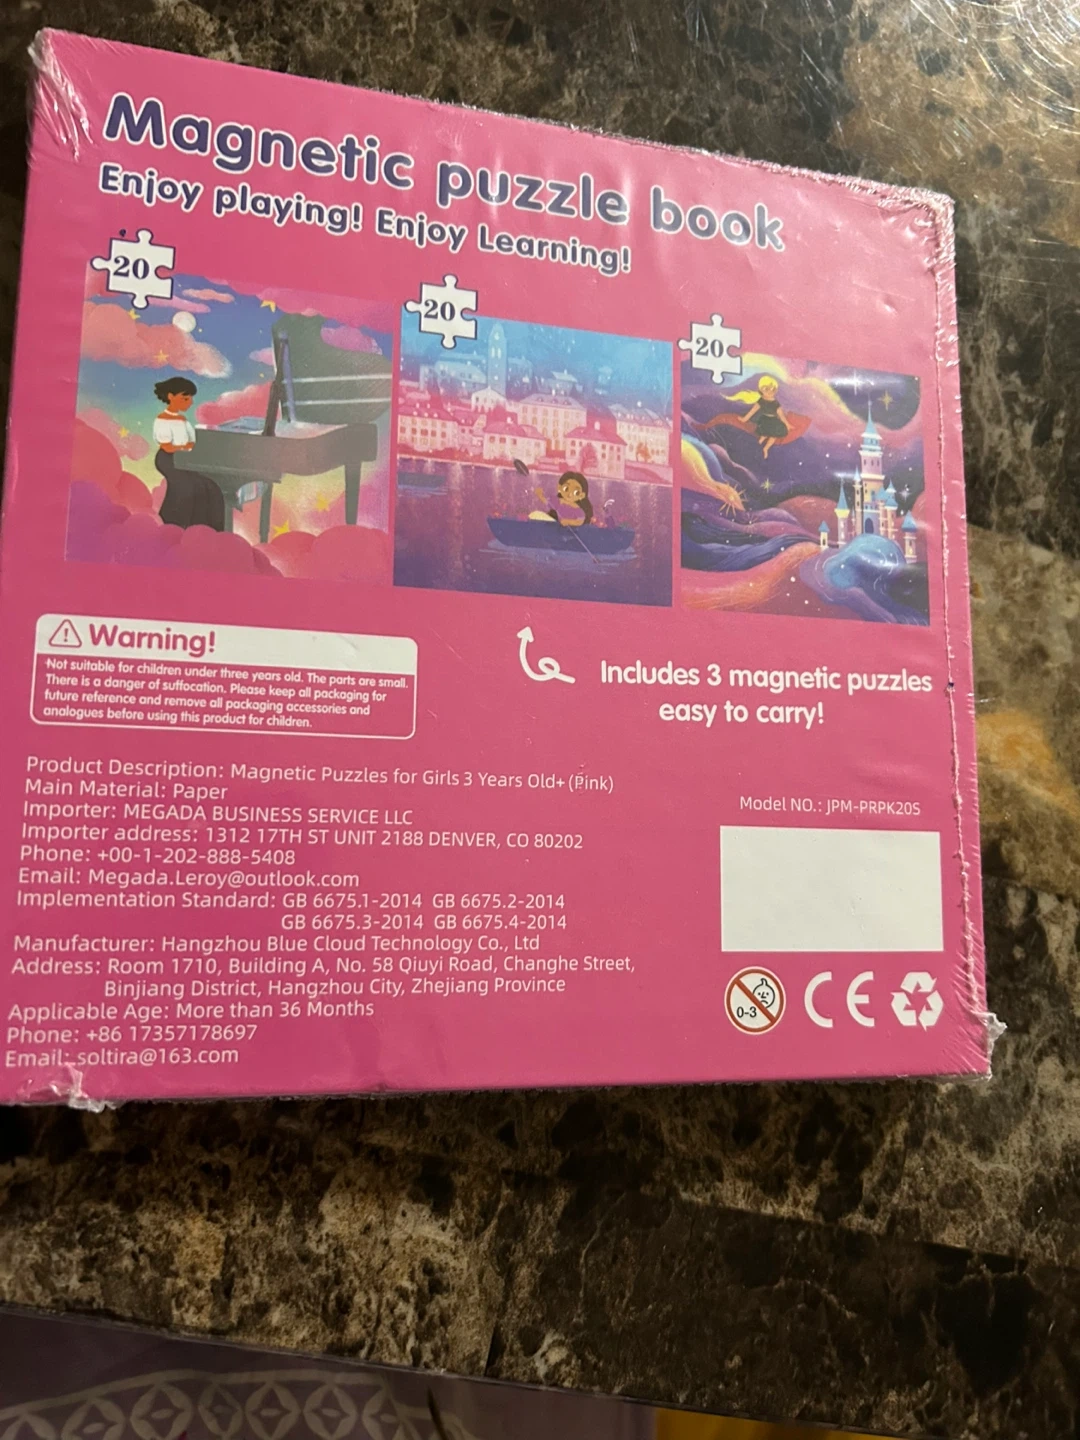 Magnetic puzzle book
Enjoy playing! Enjoy Learning!
20
20
20
Warning!
Not suitable for children under three years old. The parts are small.
There is a danger of suffocation. Please keep all packaging for
future reference and remove all packaging accessories and
analogues before using this product for children.
Includes 3 magnetic puzzles
easy to carry!
Product Description: Magnetic Puzzles for Girls 3 Years Old+ (Pink)
Main Material: Paper
Importer: MEGADA BUSINESS SERVICE LLC
Importer address: 1312 17TH ST UNIT 2188 DENVER, CO 80202
Phone: +00-1-202-888-5408
Email: Megada.Leroy@outlook.com
Implementation Standard: GB 6675.1-2014 GB 6675.2-2014
GB 6675.3-2014 GB 6675.4-2014
Manufacturer: Hangzhou Blue Cloud Technology Co., Ltd
Address: Room 1710, Building A, No. 58 Qiuyi Road, Changhe Street,
Binjiang District, Hangzhou City, Zhejiang Province
Applicable Age: More than 36 Months
Phone: +86 17357178697
Email: soltira@163.com
Model NO.: JPM-PRPK20S
0-3
CE